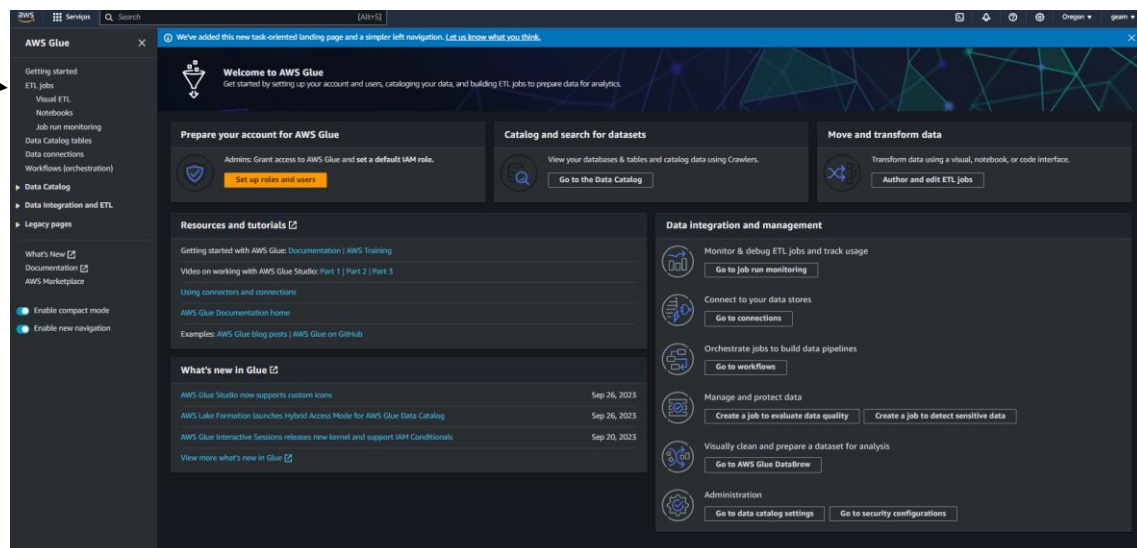 aws
Serviços
Search
[Alt+S]
Oregon
geam
AWS Glue
Getting started
ETL jobs
Visual ETL
Notebooks
Job run monitoring
Data Catalog tables
Data connections
Workflows (orchestration)
Data Catalog
Data Integration and ETL
Legacy pages
What's New
Documentation
AWS Marketplace
Enable compact mode
Enable new navigation
We've added this new task-oriented landing page and a simpler left navigation. Let us know what you think.
Welcome to AWS Glue
Get started by setting up your account and users, cataloging your data, and building ETL jobs to prepare data for analytics.
Prepare your account for AWS Glue
Admins: Grant access to AWS Glue and set a default IAM role.
Set up roles and users
Catalog and search for datasets
View your databases & tables and catalog data using Crawlers.
Go to the Data Catalog
Move and transform data
Transform data using a visual, notebook, or code interface.
Author and edit ETL jobs
Resources and tutorials
Getting started with AWS Glue: Documentation | AWS Training
Video on working with AWS Glue Studio: Part 1 | Part 2 | Part 3
Using connectors and connections
AWS Glue Documentation home
Examples: AWS Glue blog posts | AWS Glue on GitHub
What's new in Glue
AWS Glue Studio now supports custom icons Sep 26, 2023
AWS Lake Formation launches Hybrid Access Mode for AWS Glue Data Catalog Sep 26, 2023
AWS Glue Interactive Sessions releases new kernel and support IAM Conditionals Sep 20, 2023
View more what's new in Glue
Data integration and management
Monitor & debug ETL jobs and track usage
Go to job run monitoring
Connect to your data stores
Go to connections
Orchestrate jobs to build data pipelines
Go to workflows
Manage and protect data
Create a job to evaluate data quality
Create a job to detect sensitive data
Visually clean and prepare a dataset for analysis
Go to AWS Glue DataBrew
Administration
Go to data catalog settings
Go to security configurations